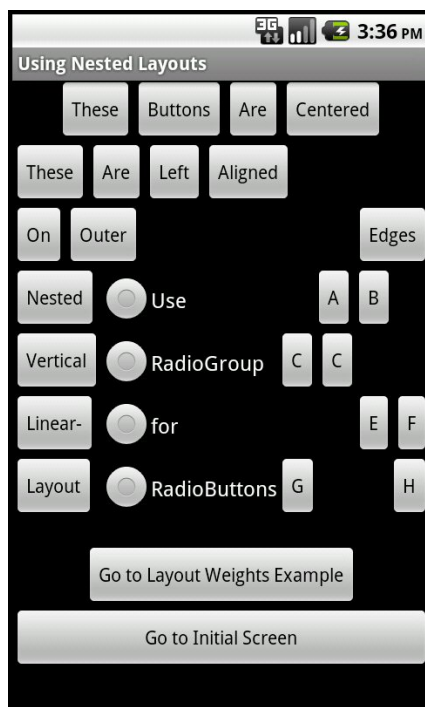 3G 3:36 PM
Using Nested Layouts
These Buttons Are Centered
These Are Left Aligned
On Outer Edges
Nested Use A B
Vertical RadioGroup C C
Linear- for E F
Layout RadioButtons G H
Go to Layout Weights Example
Go to Initial Screen